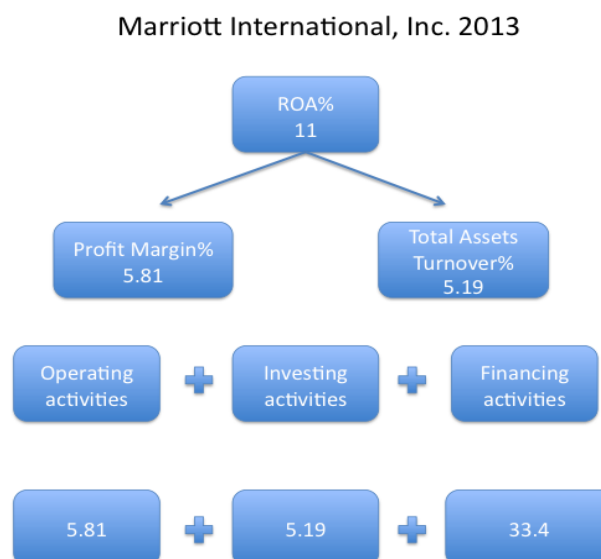 Marriott International, Inc. 2013
ROA%
11
Profit Margin%
5.81
Total Assets
Turnover%
5.19
Operating
activities
+
Investing
activities
+
Financing
activities
5.81
+
5.19
+
33.4